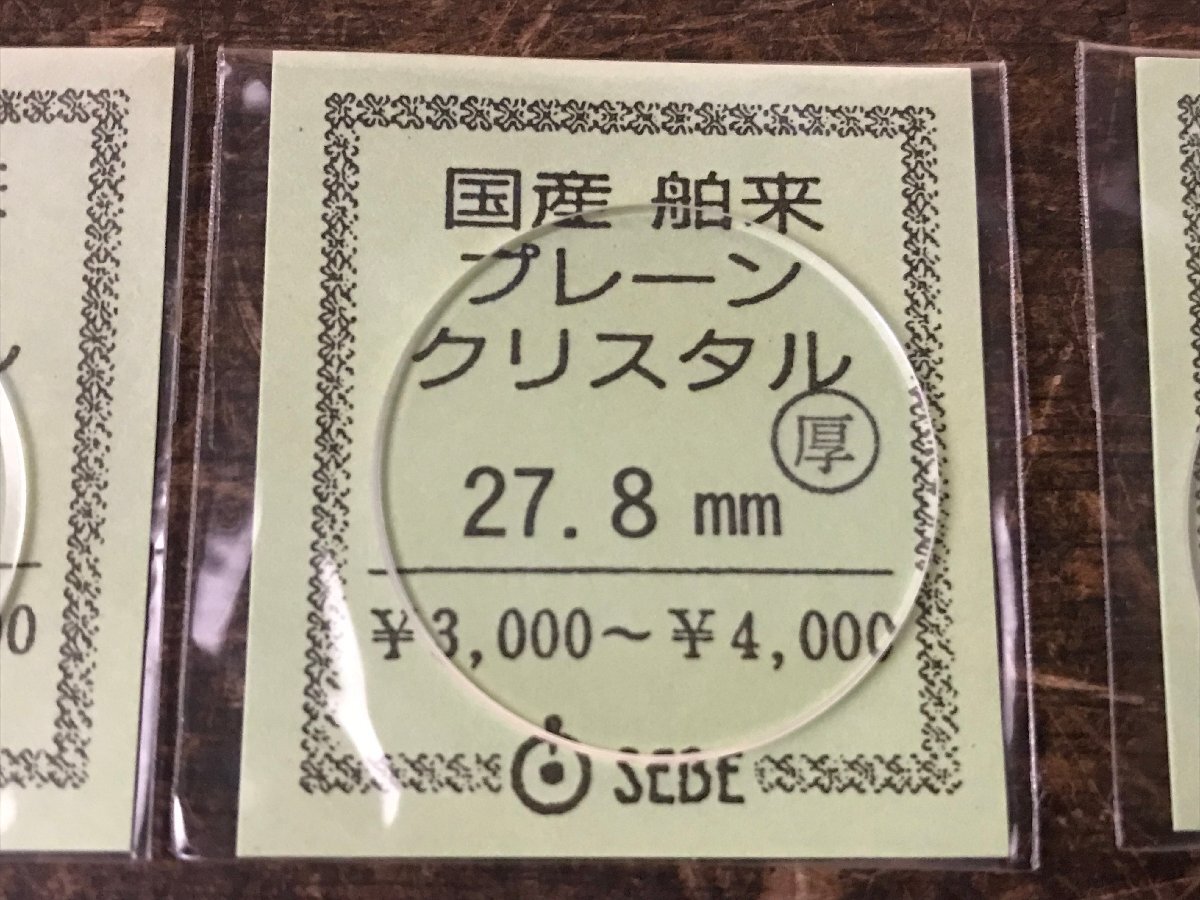 国産 舶来
プレーン
クリスタル
厚
27.8 mm
¥3,000～¥4,000
SEBE